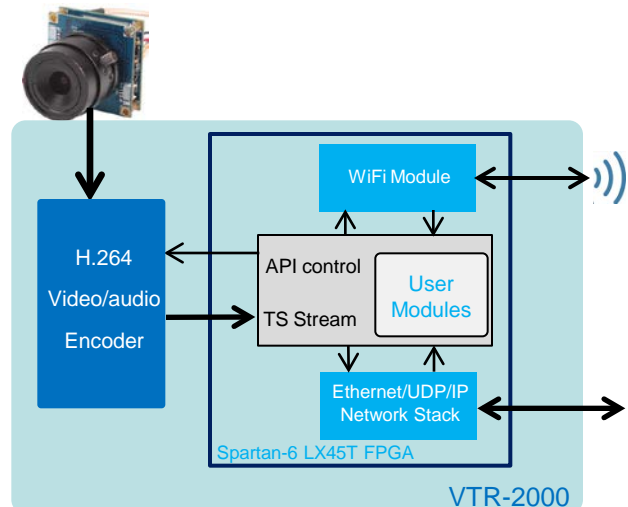 WiFi Module
H.264
Video/audio
Encoder
API control
TS Stream
User
Modules
Ethernet/UDP/IP
Network Stack
Spartan-6 LX45T FPGA
VTR-2000